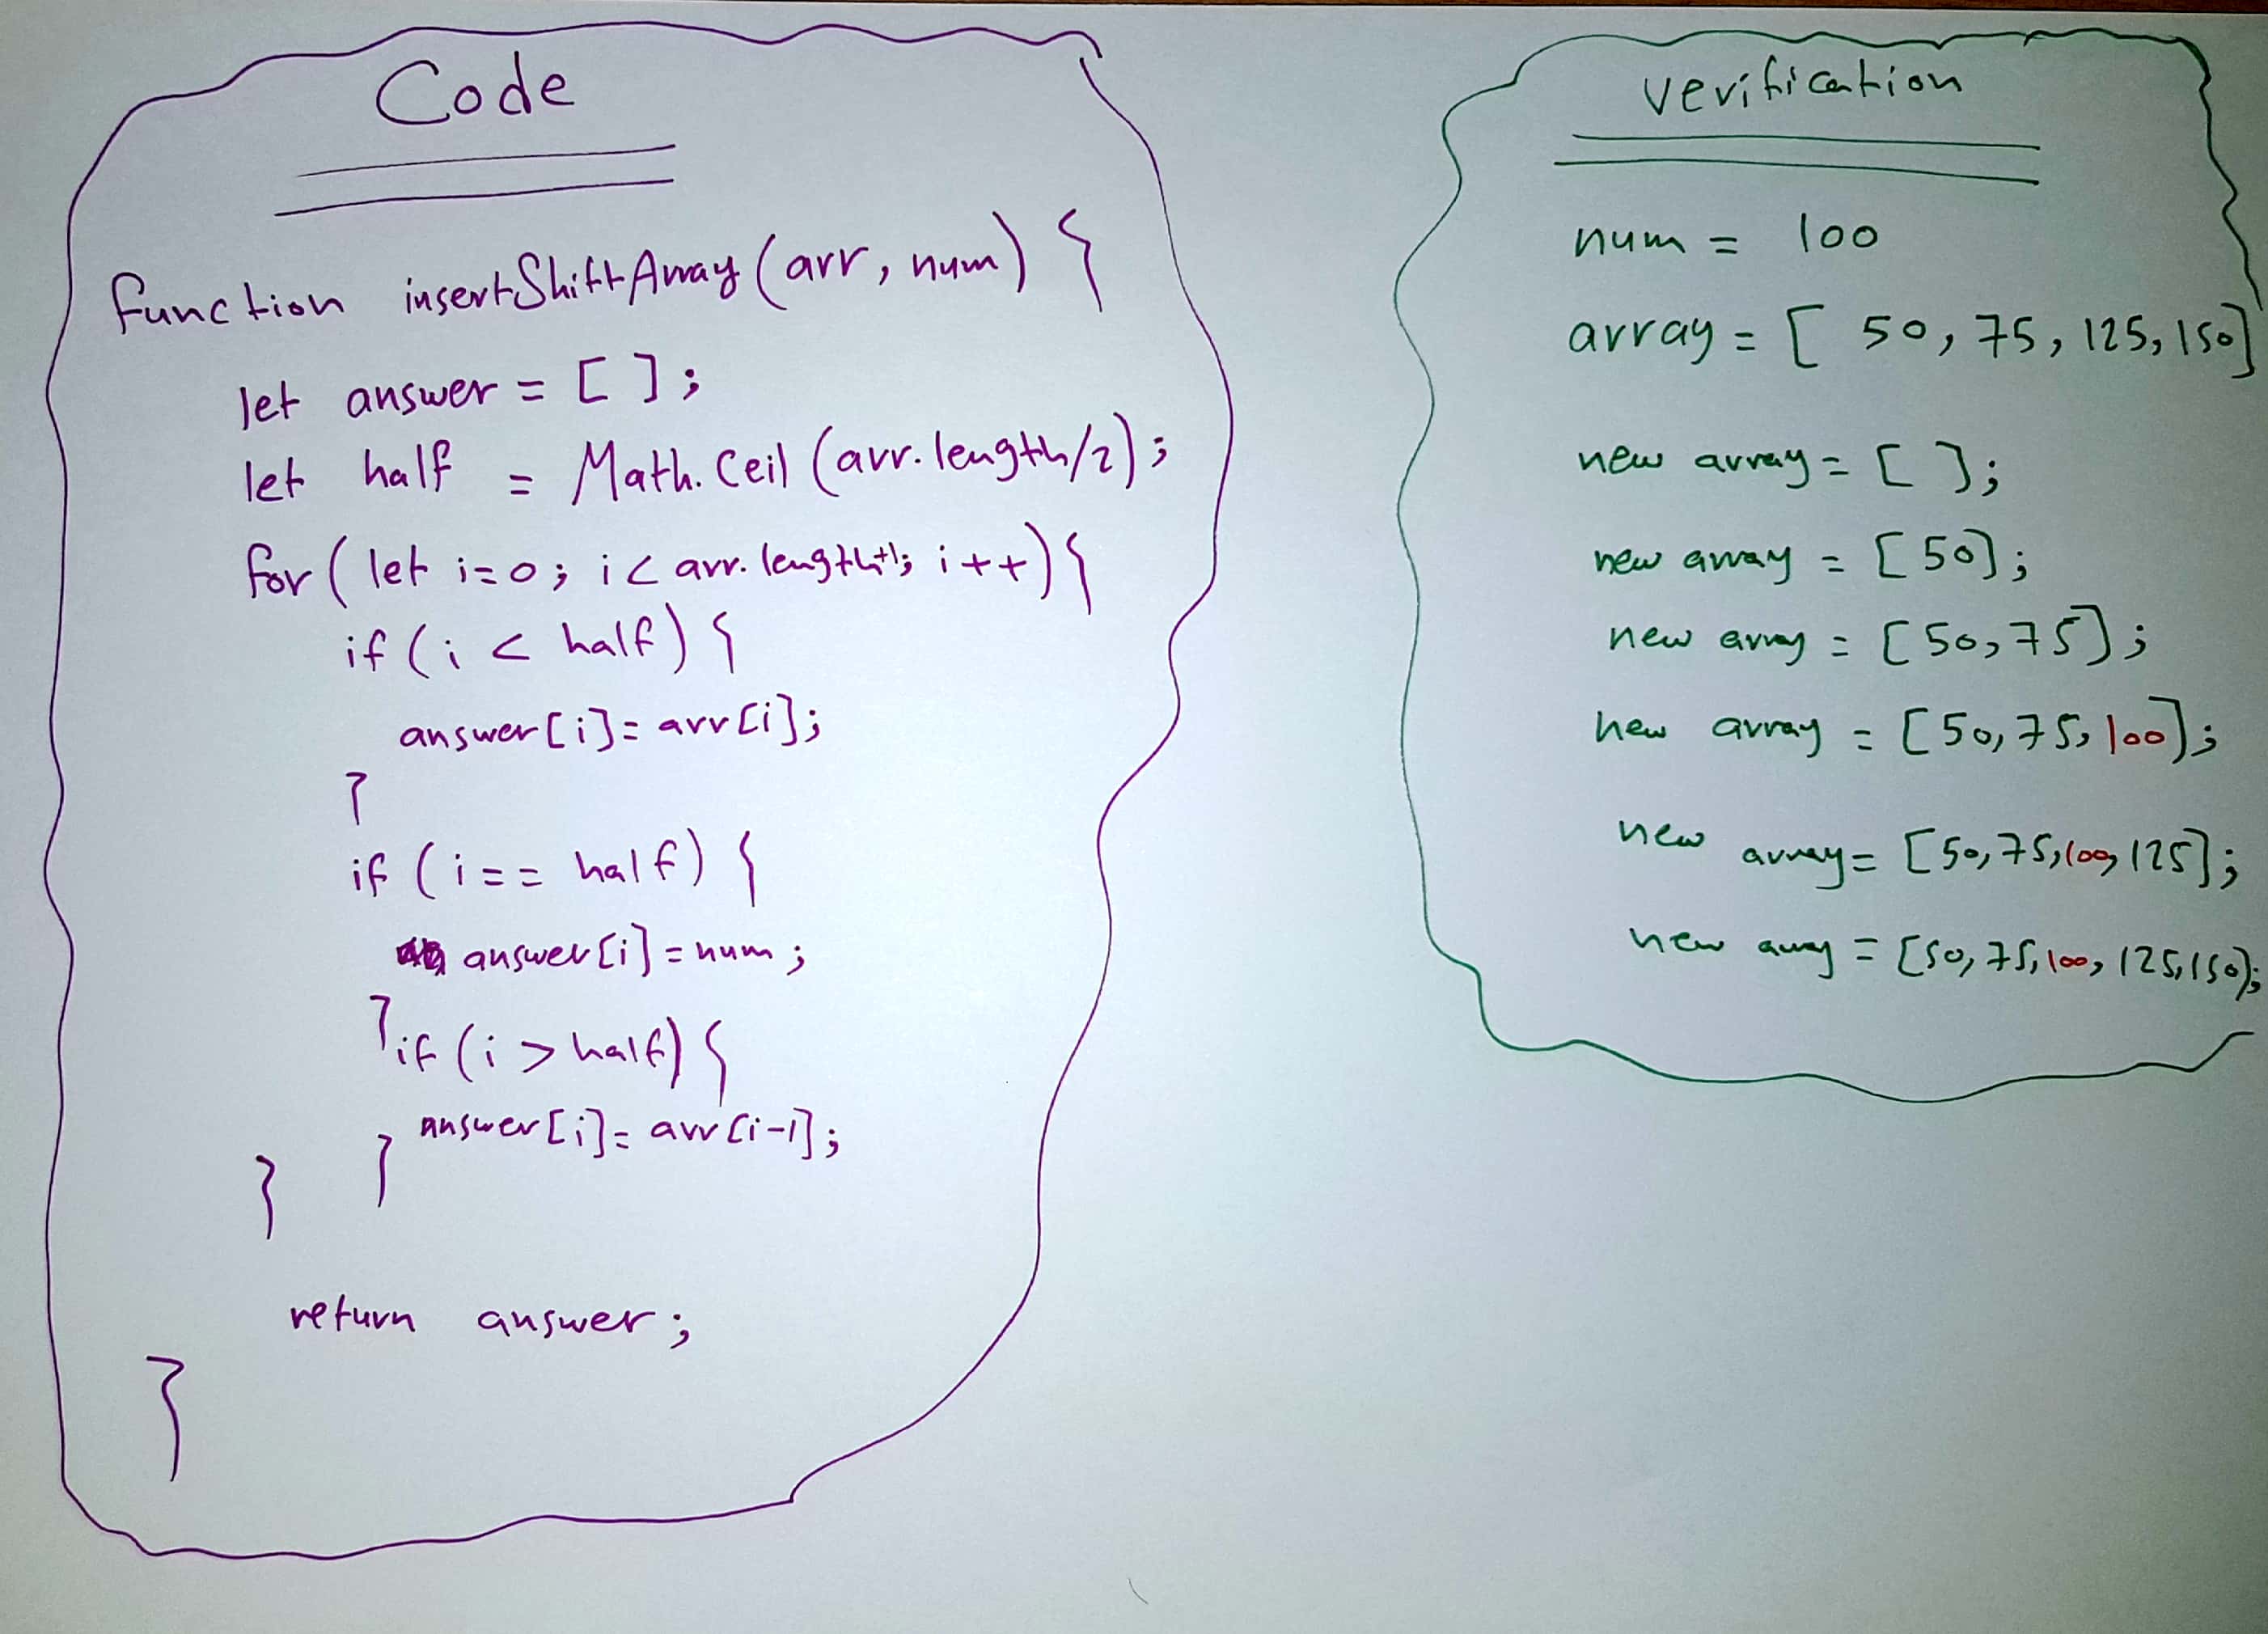 Code
function insertShiftArray (arr, num) {
let answer = [ ];
let half = Math.Ceil (arr.length/2);
for ( let i=0; i < arr.length+1; i++) {
if ( i < half) {
answer[i] = arr[i];
}
if ( i == half) {
answer[i] = num;
}
if ( i > half) {
answer[i] = arr[i-1];
}
}
return answer;
}
verification
num = 100
array = [ 50, 75, 125, 150]
new array = [ ];
new array = [50];
new array = [50, 75];
new array = [50, 75, 100];
new array = [50, 75, 100, 125];
new array = [50, 75, 100, 125, 150];